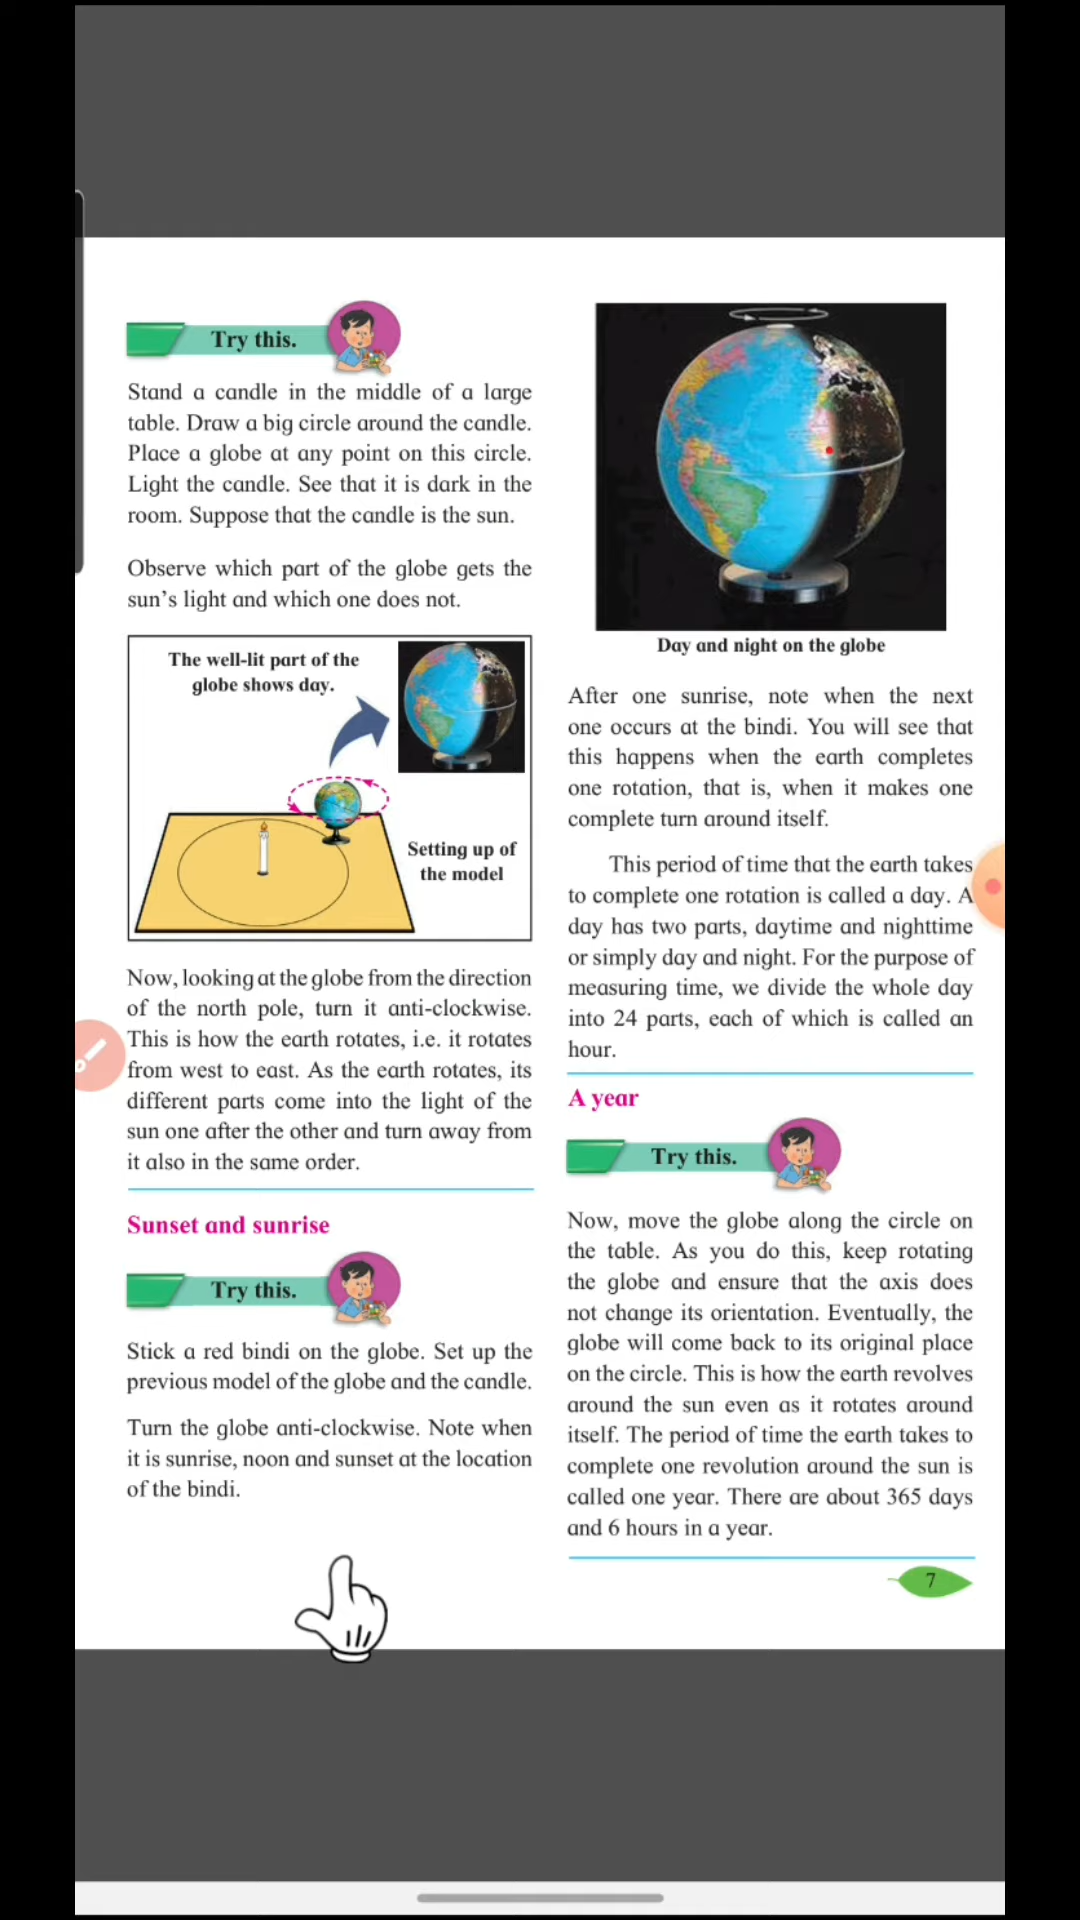 Try this.
Stand a candle in the middle of a large
table. Draw a big circle around the candle.
Place a globe at any point on this circle.
Light the candle. See that it is dark in the
room. Suppose that the candle is the sun.
Observe which part of the globe gets the
sun's light and which one does not.
The well-lit part of the
globe shows day.
Setting up of
the model
Now, looking at the globe from the direction
of the north pole, turn it anti-clockwise.
This is how the earth rotates, i.e. it rotates
from west to east. As the earth rotates, its
different parts come into the light of the
sun one after the other and turn away from
it also in the same order.
Sunset and sunrise
Try this.
Stick a red bindi on the globe. Set up the
previous model of the globe and the candle.
Turn the globe anti-clockwise. Note when
it is sunrise, noon and sunset at the location
of the bindi.
Day and night on the globe
After one sunrise, note when the next
one occurs at the bindi. You will see that
this happens when the earth completes
one rotation, that is, when it makes one
complete turn around itself.
This period of time that the earth takes
to complete one rotation is called a day. A
day has two parts, daytime and nighttime
or simply day and night. For the purpose of
measuring time, we divide the whole day
into 24 parts, each of which is called an
hour.
A year
Try this.
Now, move the globe along the circle on
the table. As you do this, keep rotating
the globe and ensure that the axis does
not change its orientation. Eventually, the
globe will come back to its original place
on the circle. This is how the earth revolves
around the sun even as it rotates around
itself. The period of time the earth takes to
complete one revolution around the sun is
called one year. There are about 365 days
and 6 hours in a year.
7